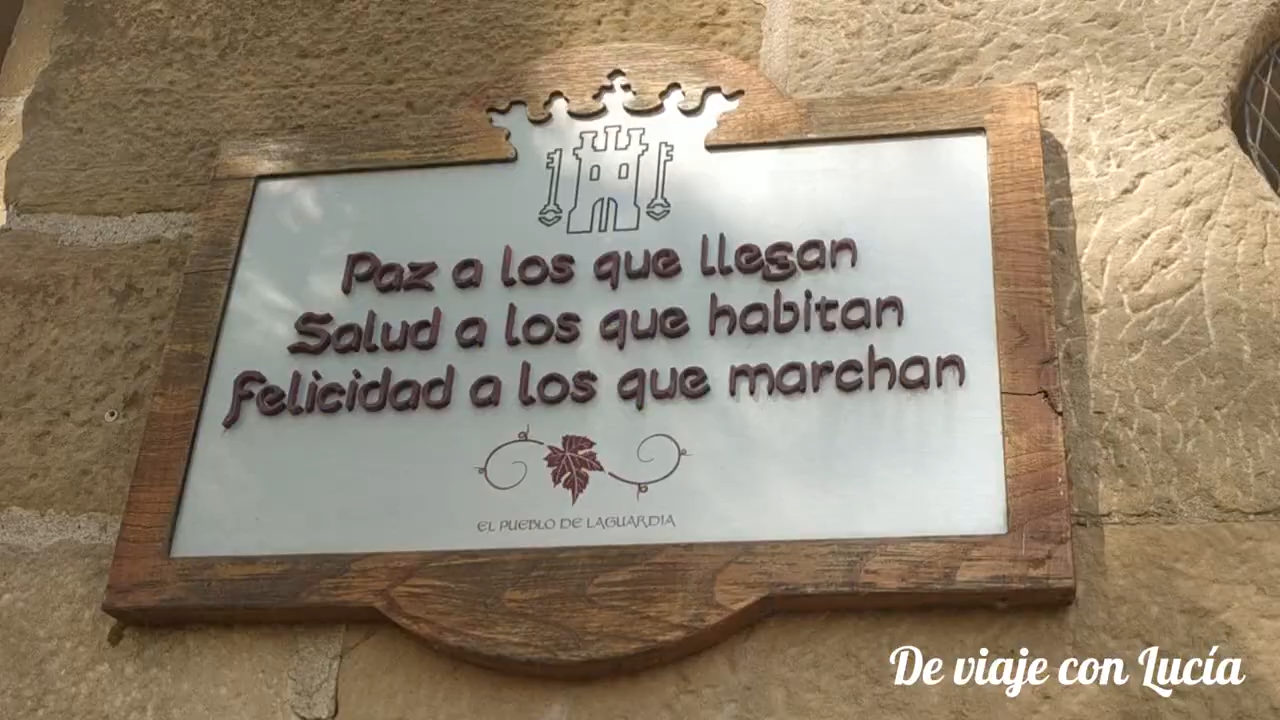 Paz a los que llegan
Salud a los que habitan
Felicidad a los que marchan
EL PUEBLO DE LAGUARDIA
De viaje con Lucía